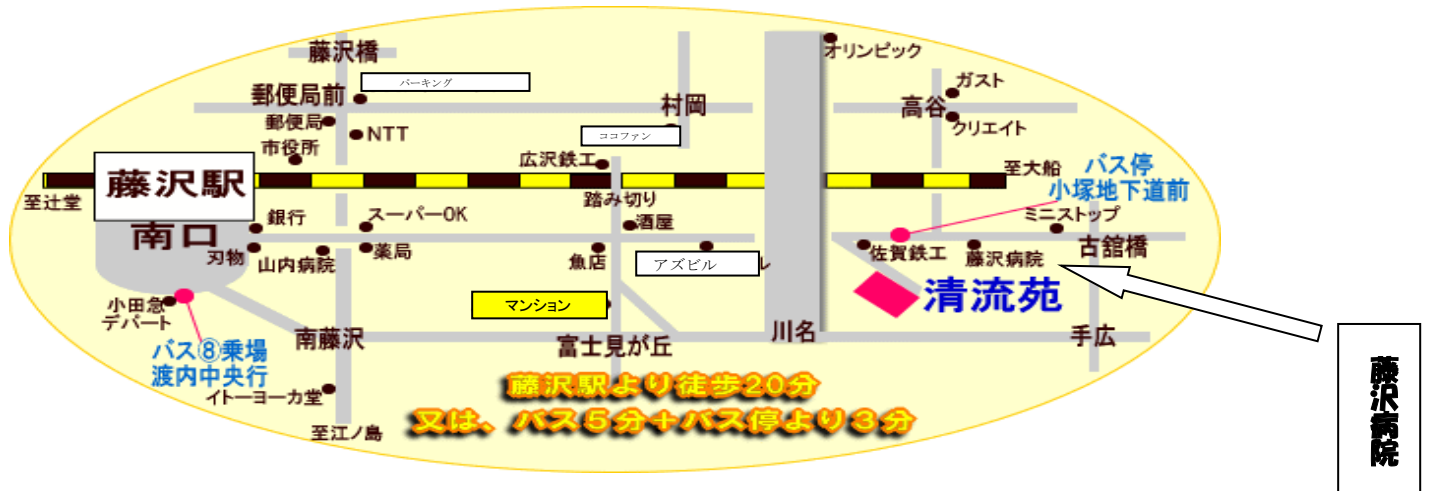 藤沢橋
オリンピック
パーキング
ガスト
郵便局前
村岡
高谷
郵便局
NTT
ココファン
クリエイト
市役所
広沢鉄工
至大船
バス停
小塚地下道前
藤沢駅
至辻堂
踏み切り
ミニストップ
銀行
スーパーOK
酒屋
南口
刃物
山内病院
薬局
魚店
アズビル
ル
佐賀鉄工
藤沢病院
古舘橋
清流苑
小田急
デパート
マンション
南藤沢
富士見が丘
川名
手広
バス⑧乗場
渡内中央行
イトーヨーカ堂
至江ノ島
藤沢駅より徒歩20分
又は、バス5分+バス停より3分
藤沢病院